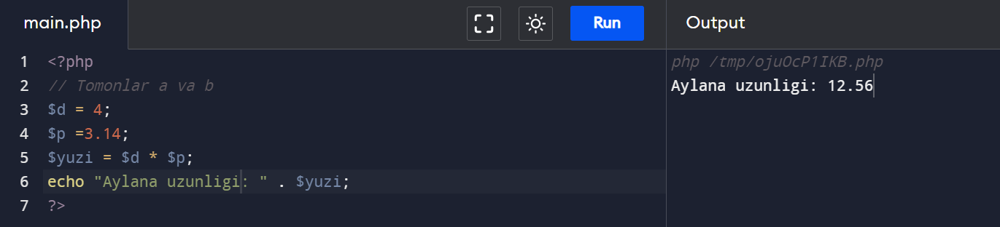 main.php
Run
Output
1 <?php
2 // Tomonlar a va b
3 $d = 4;
4 $p =3.14;
5 $yuzi = $d * $p;
6 echo "Aylana uzunligi: " . $yuzi;
7 ?>
php /tmp/ojuOcP1IKB.php
Aylana uzunligi: 12.56